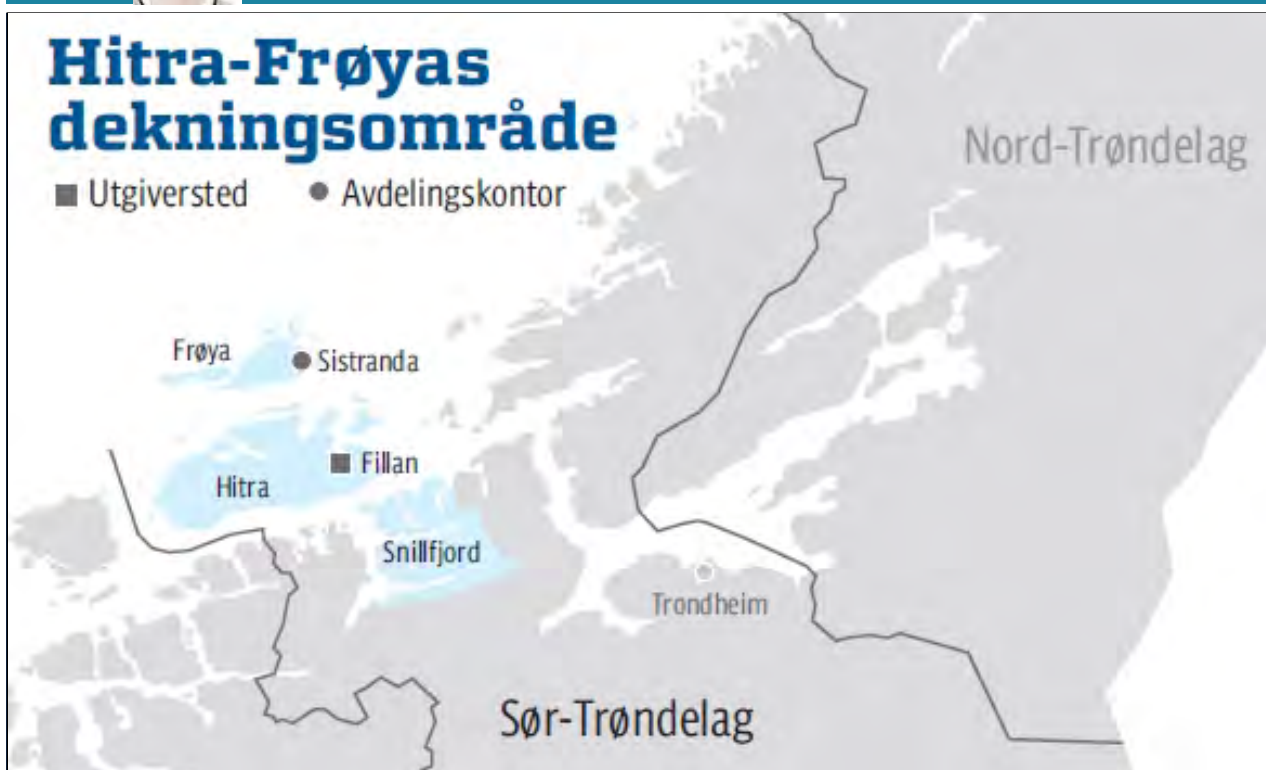 Hitra-Frøyas
dekningsområde
Utgiversted
Avdelingskontor
Nord-Trøndelag
Frøya
Sistranda
Fillan
Hitra
Snillfjord
Trondheim
Sør-Trøndelag